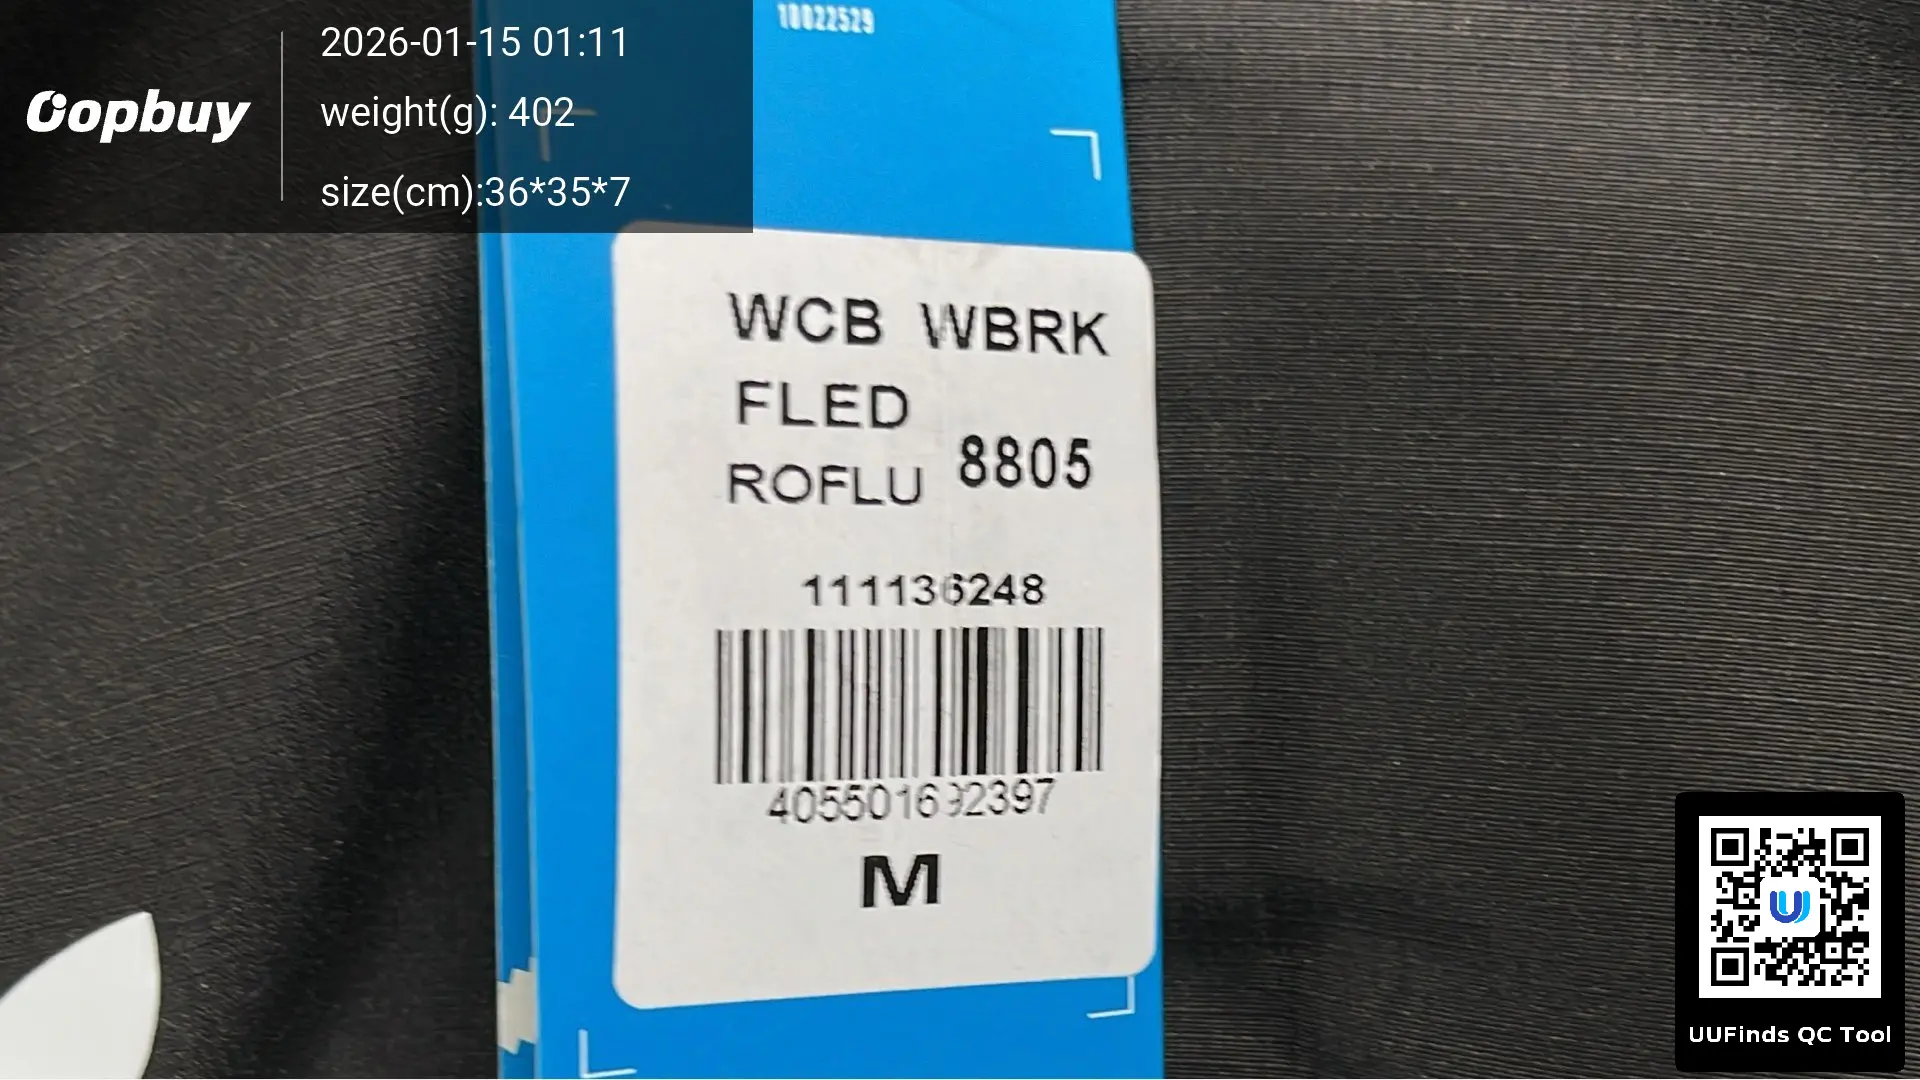 10022529
Oopbuy
2026-01-15 01:11
weight(g): 402
size(cm):36*35*7
WCB WBRK
FLED
ROFLU 8805
111136248
405501692397
M
UUFinds QC Tool